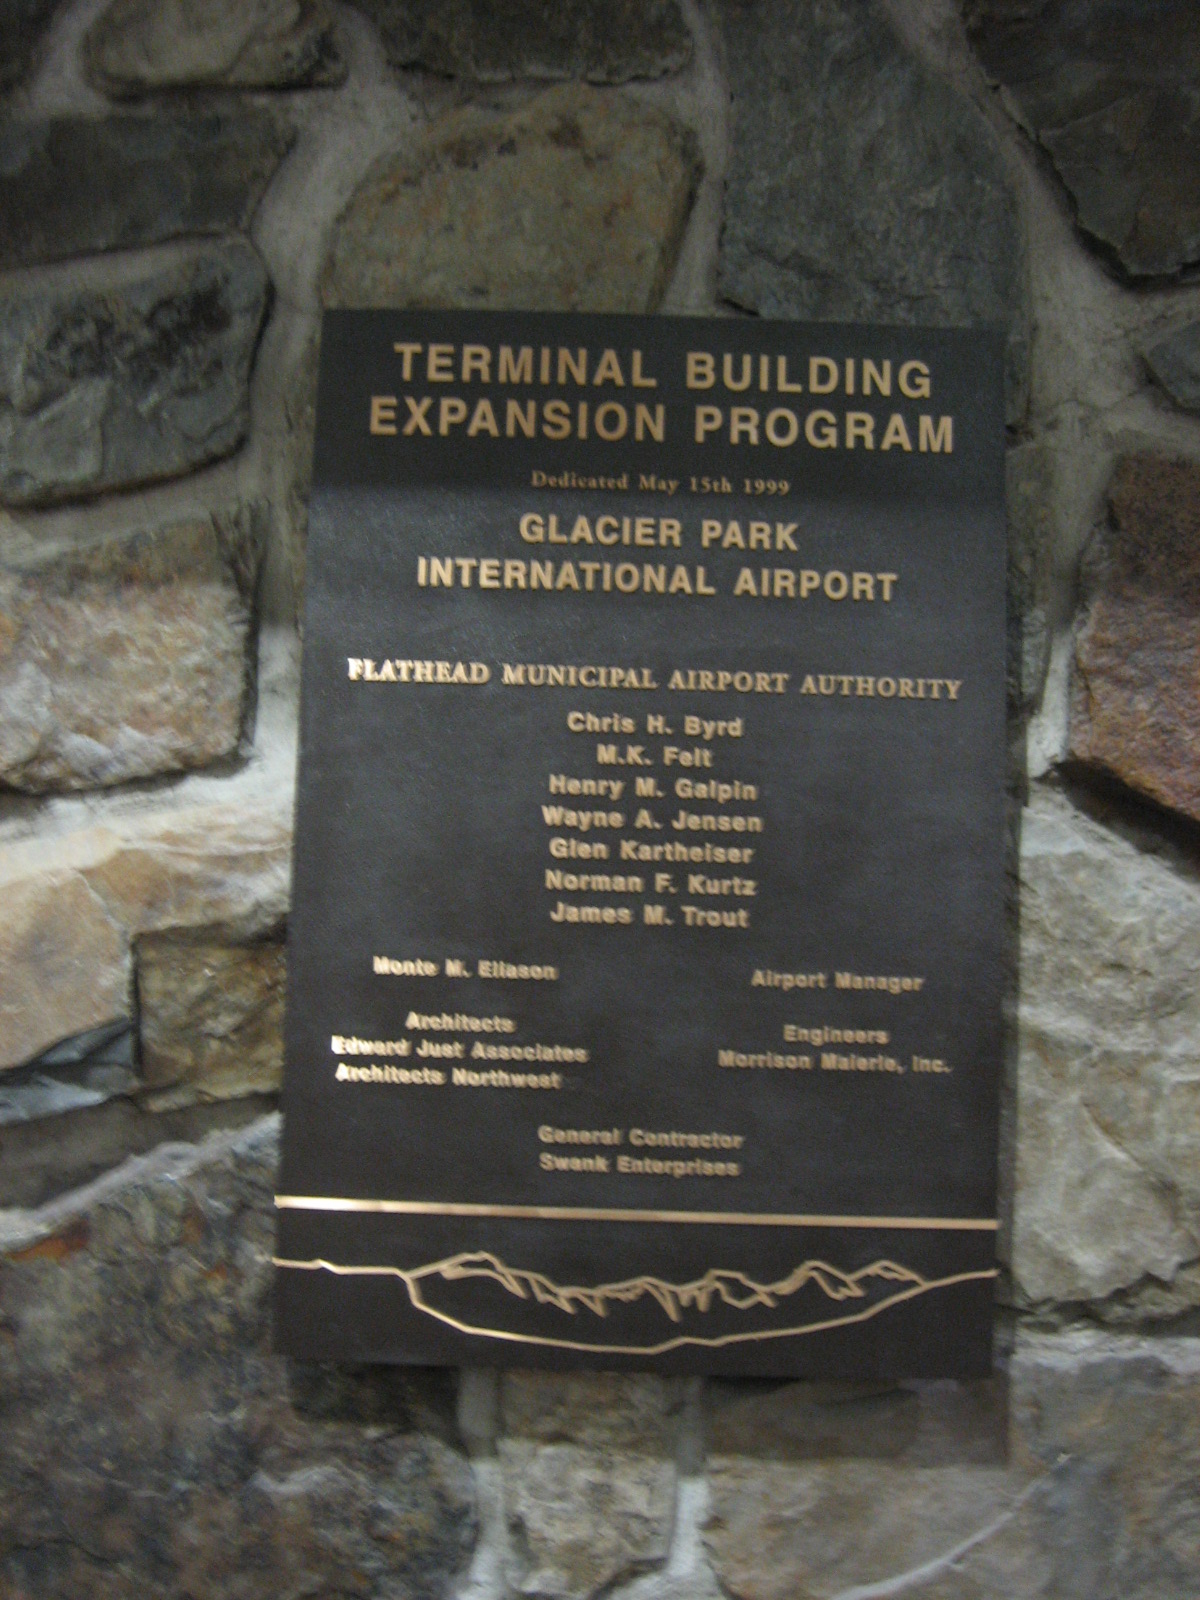 TERMINAL BUILDING
EXPANSION PROGRAM
Dedicated May 15th 1999
GLACIER PARK
INTERNATIONAL AIRPORT
FLATHEAD MUNICIPAL AIRPORT AUTHORITY
Chris H. Byrd
M.K. Felt
Henry M. Galpin
Wayne A. Jensen
Glen Kartheiser
Norman F. Kurtz
James M. Trout
Monte M. Eliason
Airport Manager
Architects
Edward Just Associates
Architects Northwest
Engineers
Morrison Maierle, Inc.
General Contractor
Swank Enterprises